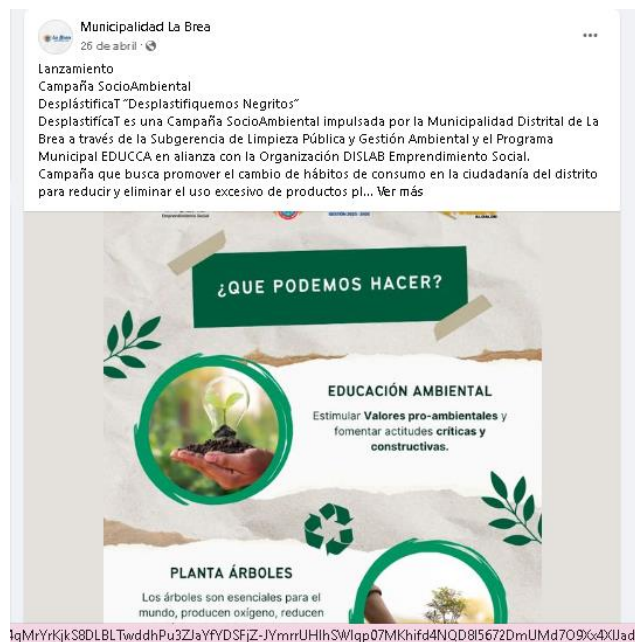 Municipalidad La Brea
26 de abril ·
Lanzamiento
Campaña SocioAmbiental
DesplástificaT "Desplastifiquemos Negritos"
DesplastifícaT es una Campaña SocioAmbiental impulsada por la Municipalidad Distrital de La
Brea a través de la Subgerencia de Limpieza Pública y Gestión Ambiental y el Programa
Municipal EDUCCA en alianza con la Organización DISLAB Emprendimiento Social.
Campaña que busca promover el cambio de hábitos de consumo en la ciudadanía del distrito
para reducir y eliminar el uso excesivo de productos pl... Ver más
Emprendimiento Social
¿QUE PODEMOS HACER?
EDUCACIÓN AMBIENTAL
Estimular Valores pro-ambientales y
fomentar actitudes críticas y
constructivas.
PLANTA ÁRBOLES
Los árboles son esenciales para el
mundo, producen oxígeno, reducen